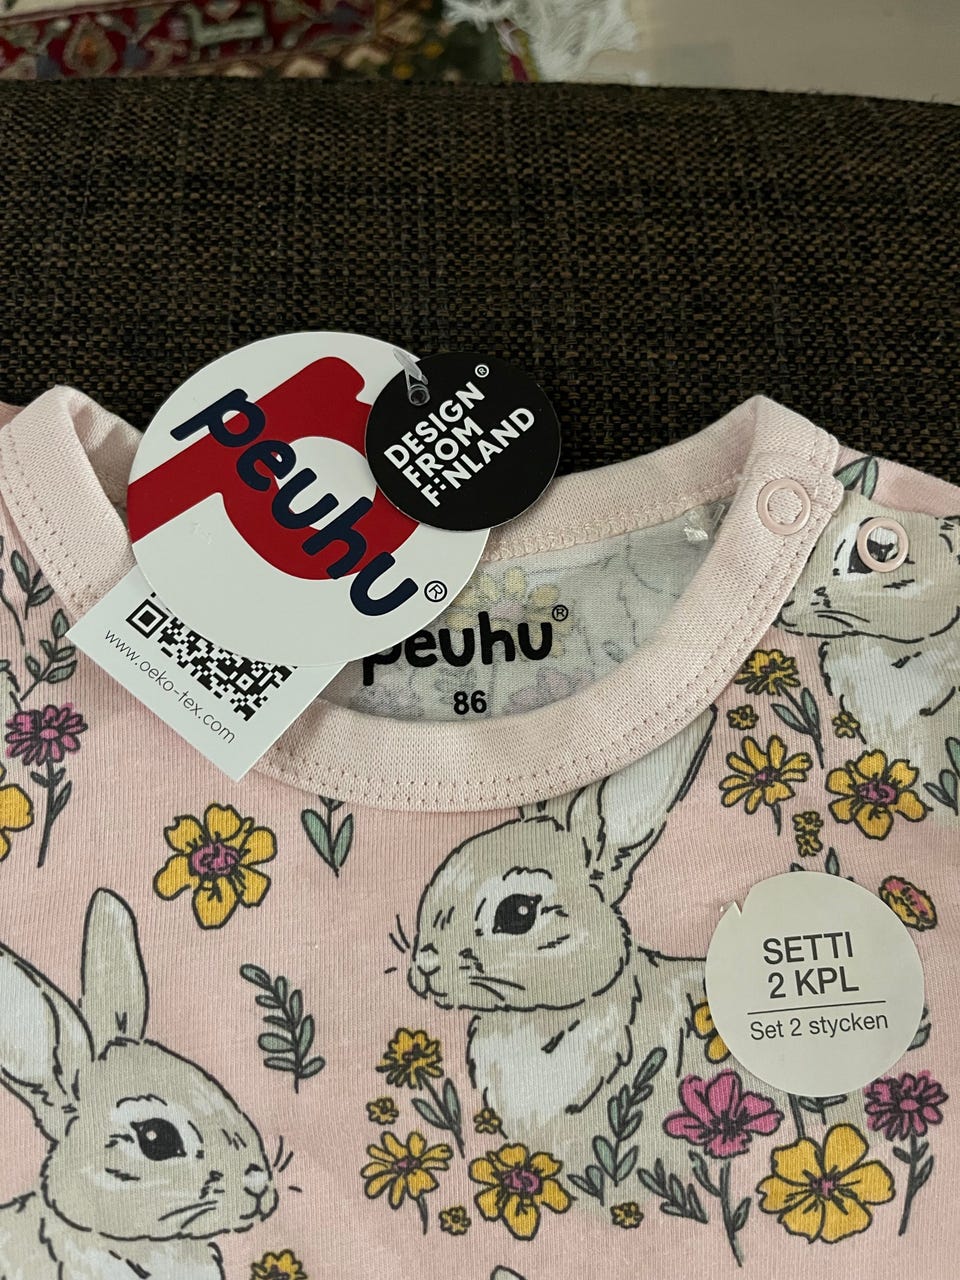 peuhu®
DESIGN®
FROM
FINLAND
www.oeko-tex.com
peuhu®
86
SETTI
2 KPL
Set 2 stycken